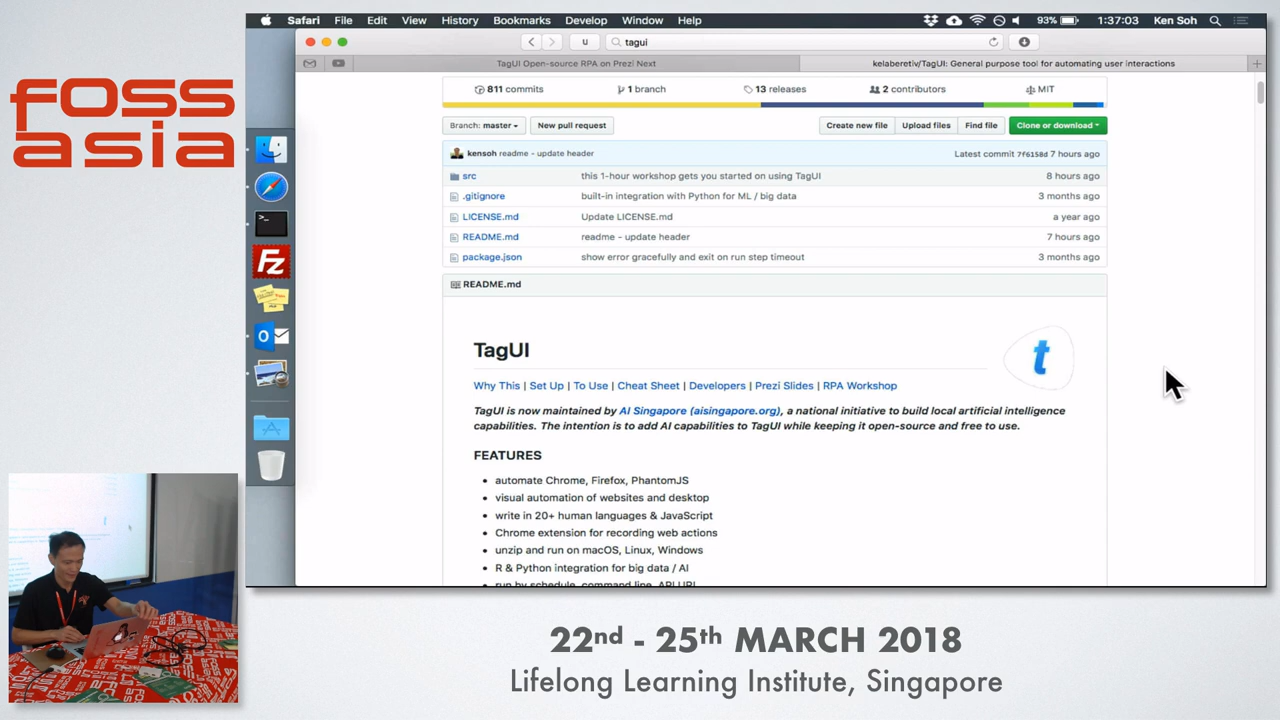 foss
asia
Safari File Edit View History Bookmarks Develop Window Help 93% 1:37:03 Ken Soh
u tagui
TagUI Open-source RPA on Prezi Next kelaberetiv/TagUI: General purpose tool for automating user interactions
811 commits 1 branch 13 releases 2 contributors MIT
Branch: master New pull request Create new file Upload files Find file Clone or download
kensoh readme - update header Latest commit 7f6158d 7 hours ago
src this 1-hour workshop gets you started on using TagUI 8 hours ago
.gitignore built-in integration with Python for ML / big data 3 months ago
LICENSE.md Update LICENSE.md a year ago
README.md readme - update header 7 hours ago
package.json show error gracefully and exit on run step timeout 3 months ago
README.md
TagUI
t
Why This | Set Up | To Use | Cheat Sheet | Developers | Prezi Slides | RPA Workshop
TagUI is now maintained by AI Singapore (aisingapore.org), a national initiative to build local artificial intelligence
capabilities. The intention is to add AI capabilities to TagUI while keeping it open-source and free to use.
FEATURES
• automate Chrome, Firefox, PhantomJS
• visual automation of websites and desktop
• write in 20+ human languages & JavaScript
• Chrome extension for recording web actions
• unzip and run on macOS, Linux, Windows
• R & Python integration for big data / AI
• run by schedule, command line, API URL
Fz
22nd - 25th MARCH 2018
Lifelong Learning Institute, Singapore